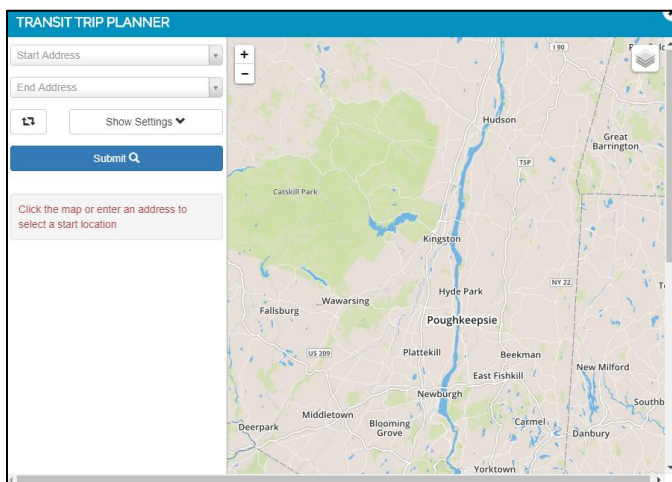 TRANSIT TRIP PLANNER
Start Address
End Address
Show Settings
Submit
Click the map or enter an address to
select a start location
+
−
I 90
Hudson
Great
Barrington
TSP
Catskill Park
Kingston
NY 22
Hyde Park
Wawarsing
Fallsburg
Poughkeepsie
US 209
Plattekill
Beekman
East Fishkill
New Milford
Newburgh
Southb
Middletown
Carmel
Blooming
Grove
Deerpark
Danbury
Yorktown